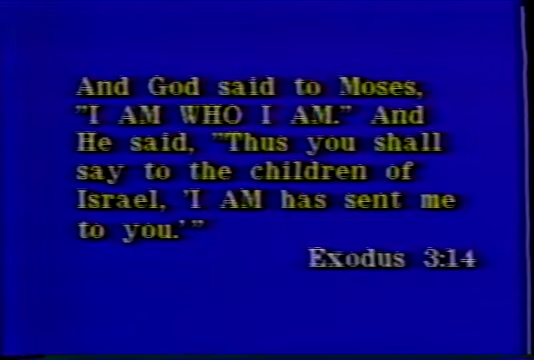 And God said to Moses,
"I AM WHO I AM." And
He said, "Thus you shall
say to the children of
Israel, 'I AM has sent me
to you.'"
Exodus 3:14